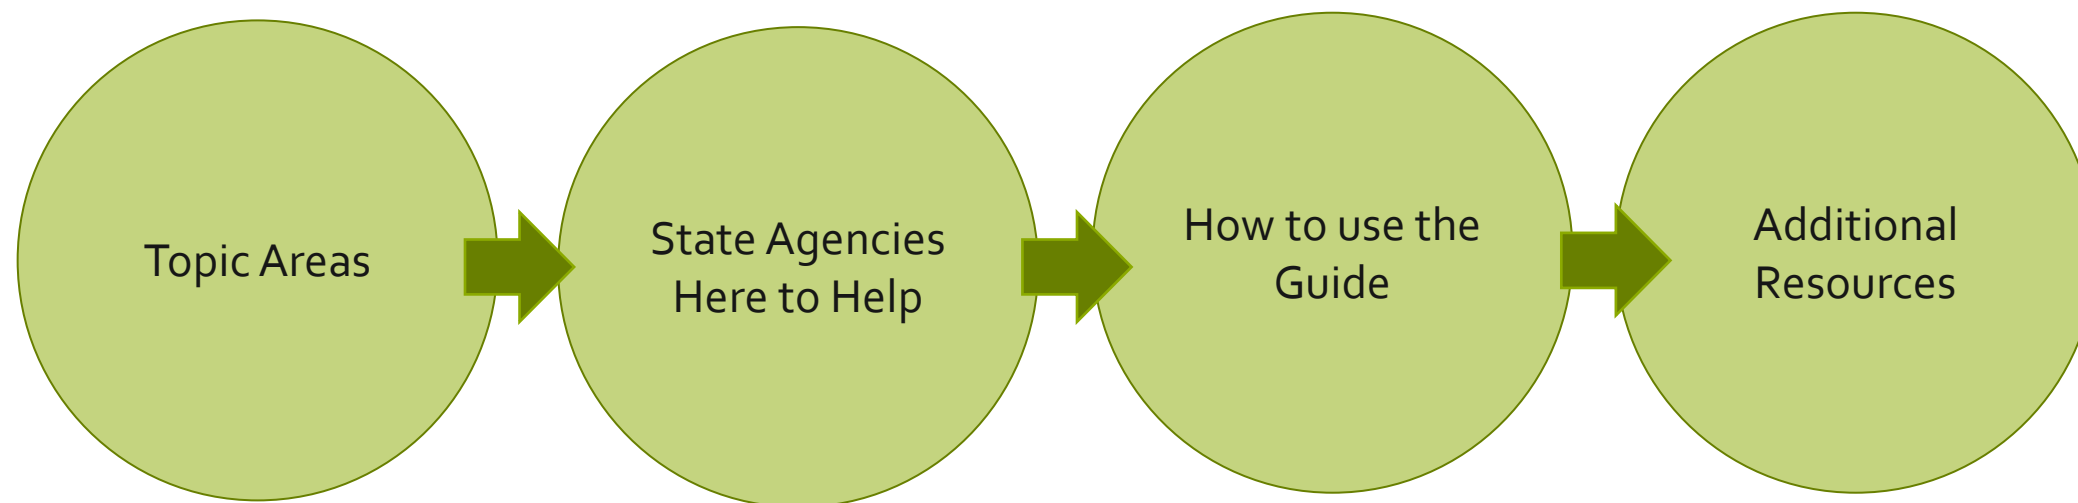 Topic Areas
State Agencies
Here to Help
How to use the
Guide
Additional
Resources